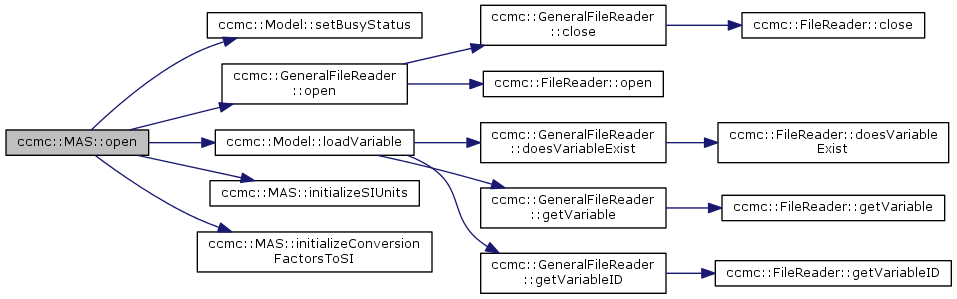 ccmc::MAS::open
ccmc::Model::setBusyStatus
ccmc::GeneralFileReader
::open
ccmc::Model::loadVariable
ccmc::MAS::initializeSIUnits
ccmc::MAS::initializeConversion
FactorsToSI
ccmc::GeneralFileReader
::close
ccmc::FileReader::open
ccmc::GeneralFileReader
::doesVariableExist
ccmc::GeneralFileReader
::getVariable
ccmc::GeneralFileReader
::getVariableID
ccmc::FileReader::close
ccmc::FileReader::doesVariable
Exist
ccmc::FileReader::getVariable
ccmc::FileReader::getVariableID